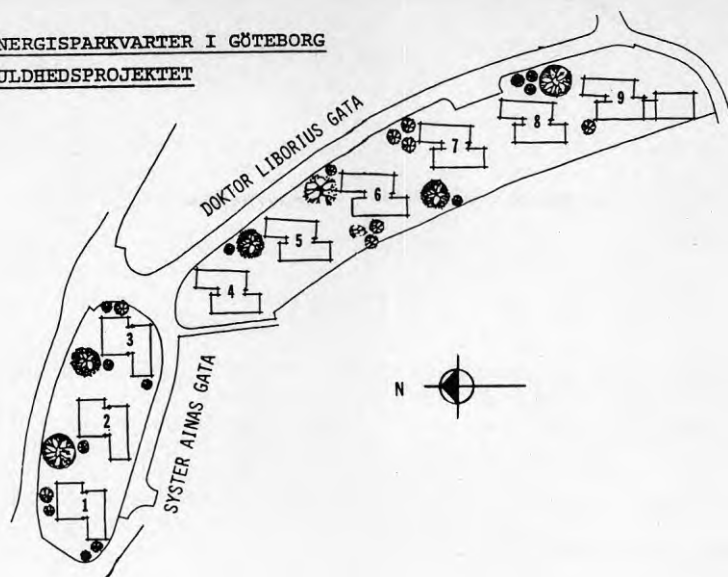 NERGISPARKVARTER I GÖTEBORG
ULDHEDSPROJEKTET
DOKTOR LIBORIUS GATA
9
8
7
6
5
4
3
N
SYSTER AINAS GATA
2
1